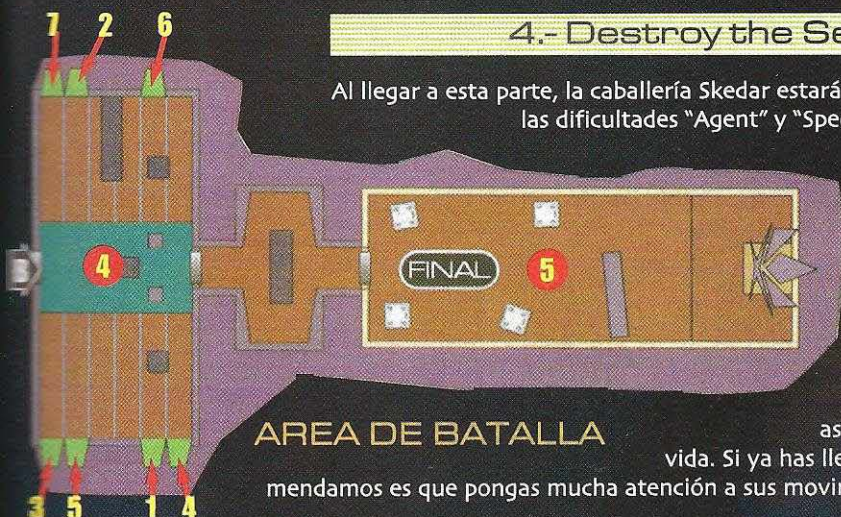 7 2 6
4.- Destroy the Se
Al llegar a esta parte, la caballería Skedar estará
las dificultades "Agent" y "Spe
4
FINAL
5
AREA DE BATALLA
as
vida. Si ya has lle
mendamos es que pongas mucha atención a sus movir
3 5 1 4